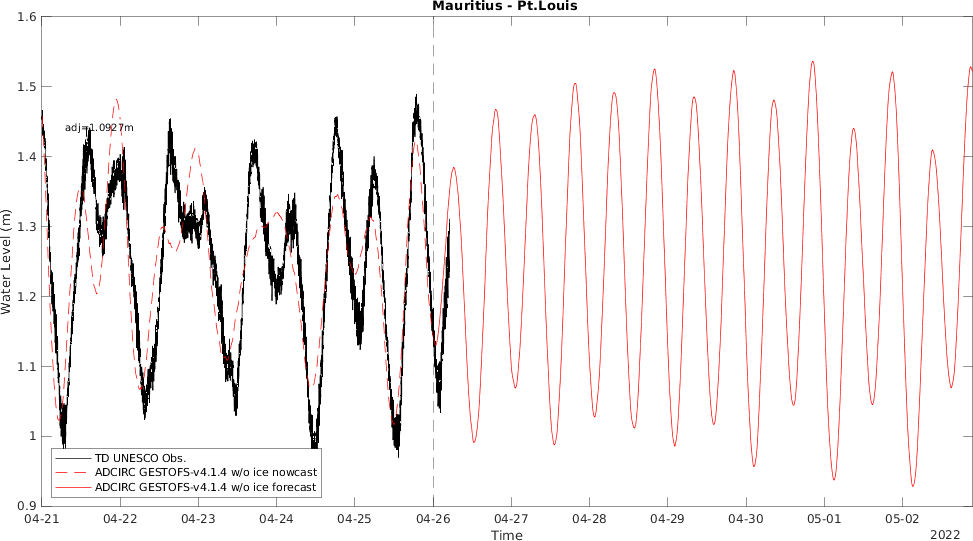 Mauritius - Pt.Louis
1.6
1.5
1.4
1.3
1.2
1.1
1
0.9
Water Level (m)
adj=1.0927m
TD UNESCO Obs.
ADCIRC GESTOFS-v4.1.4 w/o ice nowcast
ADCIRC GESTOFS-v4.1.4 w/o ice forecast
04-21 04-22 04-23 04-24 04-25 04-26 04-27 04-28 04-29 04-30 05-01 05-02
Time
2022